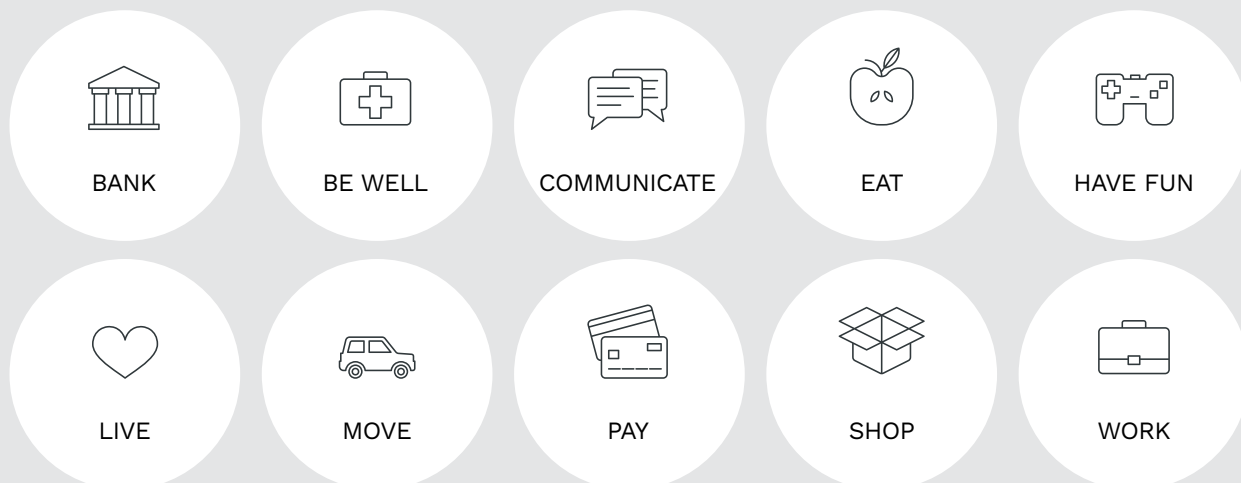 BANK
BE WELL
COMMUNICATE
EAT
HAVE FUN
LIVE
MOVE
PAY
SHOP
WORK